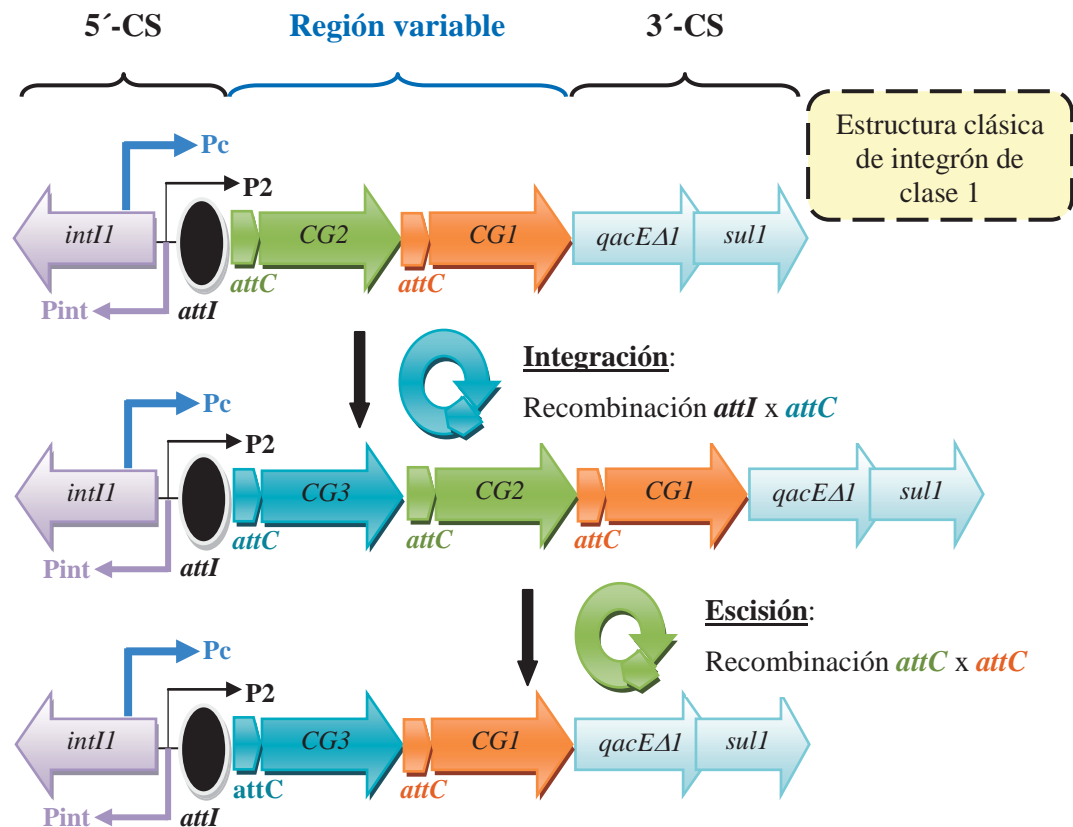 5´-CS Región variable 3´-CS
Estructura clásica
de integrón de
clase 1
Pc
P2
intI1 CG2 CG1 qacEΔ1 sul1
attC attC
Pint attI
Integración:
Recombinación attI x attC
Pc
P2
intI1 CG3 CG2 CG1 qacEΔ1 sul1
attC attC attC
Pint attI
Escisión:
Recombinación attC x attC
Pc
P2
intI1 CG3 CG1 qacEΔ1 sul1
attC attC
Pint attI